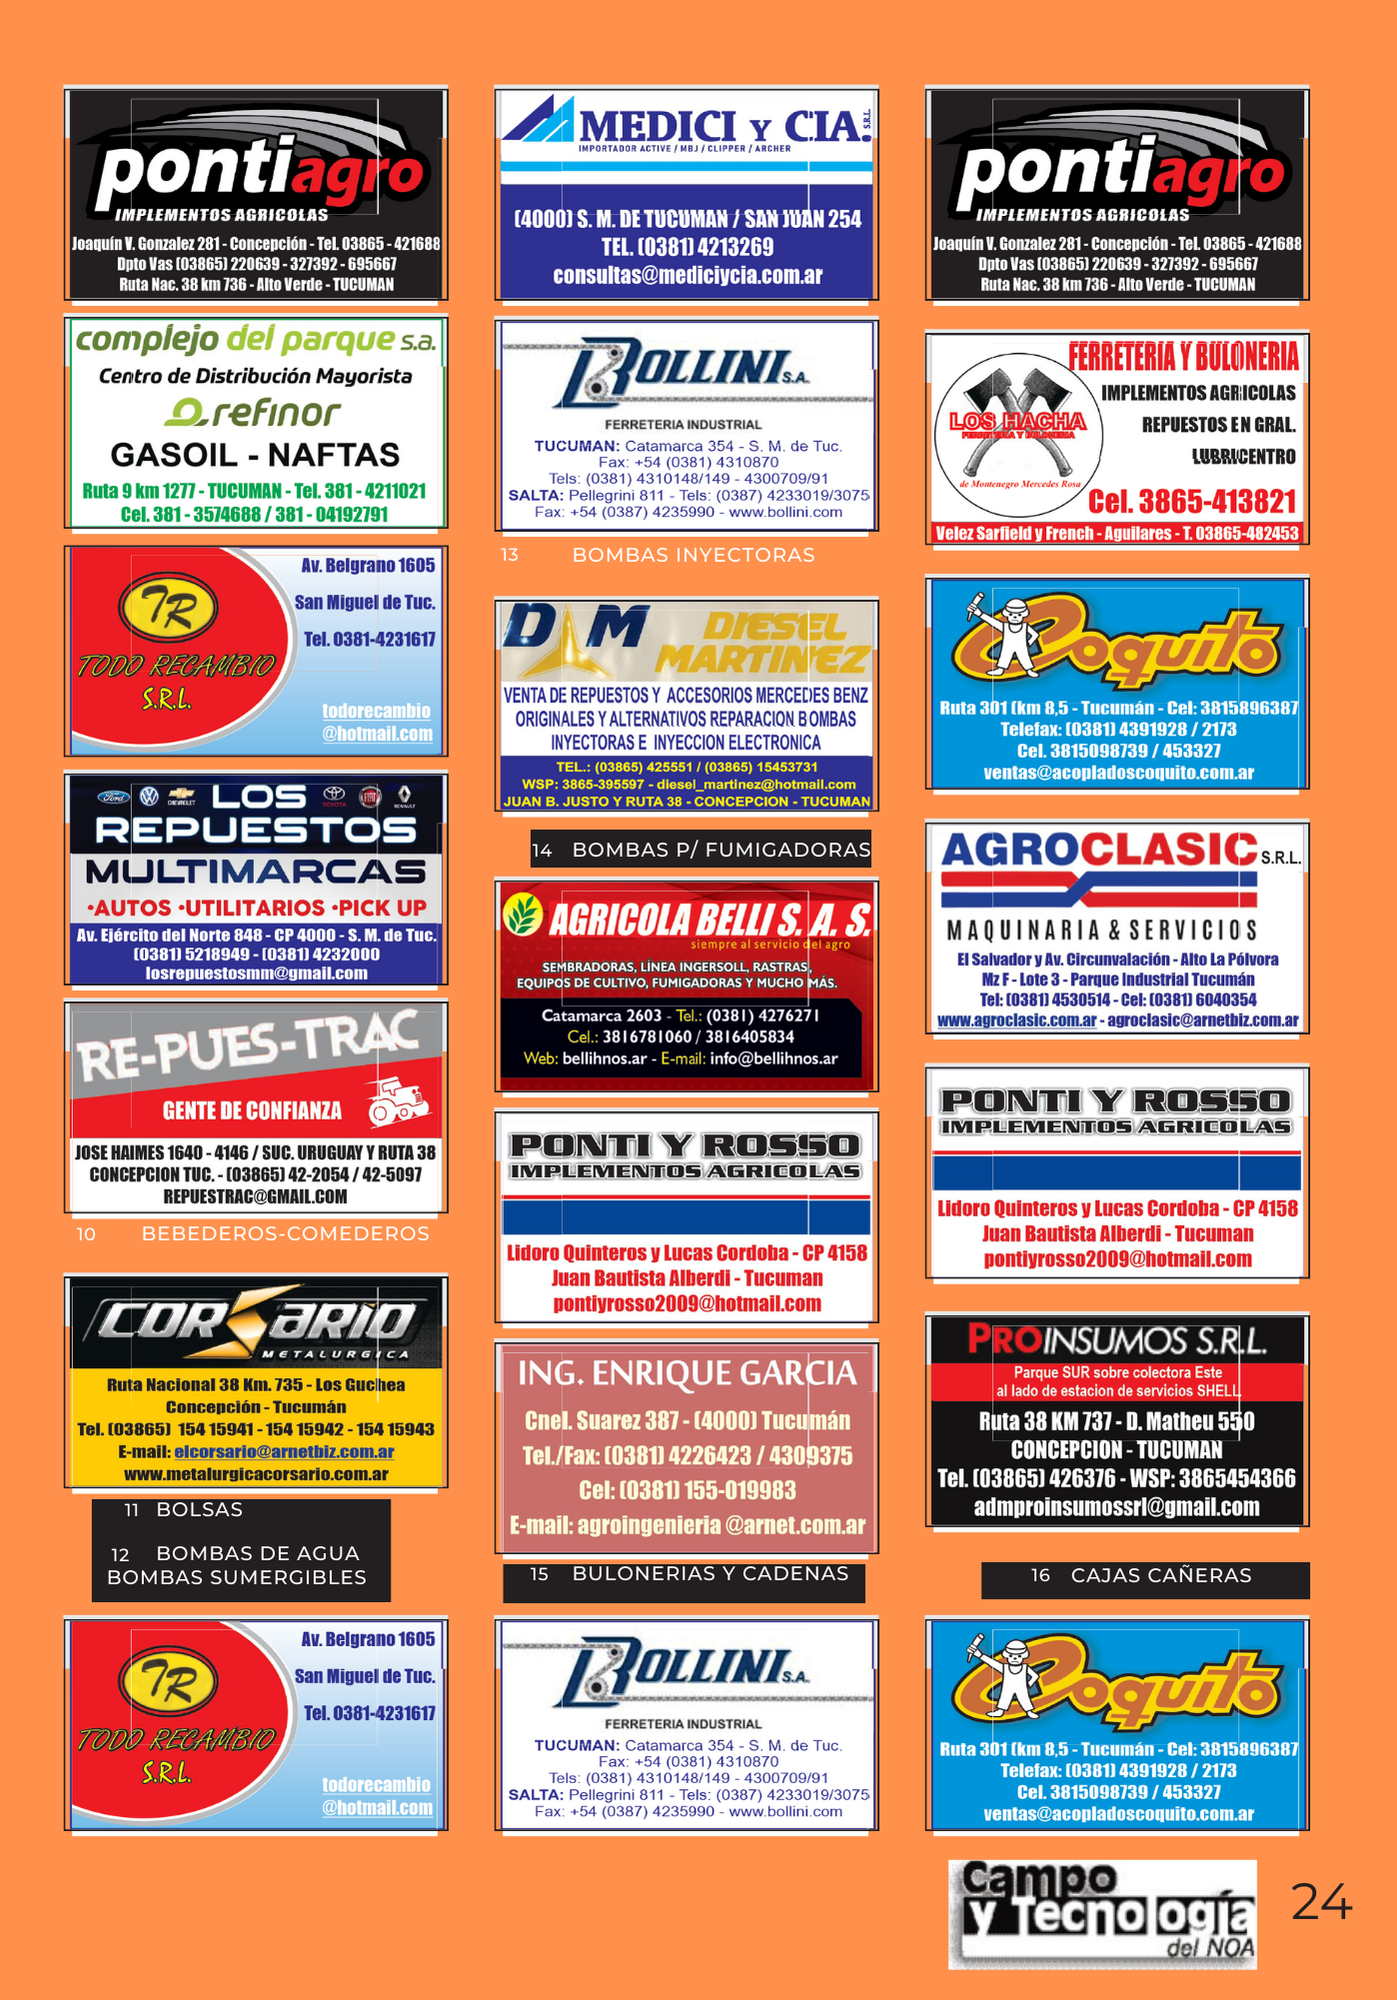 pontiagro
IMPLEMENTOS AGRICOLAS
Joaquín V. Gonzalez 281 - Concepción - Tel. 03865 - 421688
Dpto Vas (03865) 220639 - 327392 - 695667
Ruta Nac. 38 km 736 - Alto Verde - TUCUMAN
complejo del parque s.a.
Centro de Distribución Mayorista
refinor
GASOIL - NAFTAS
Ruta 9 km 1277 - TUCUMAN - Tel. 381 - 4211021
Cel. 381 - 3574688 / 381 - 04192791
TR
TODO RECAMBIO
S.R.L.
Av. Belgrano 1605
San Miguel de Tuc.
Tel. 0381-4231617
todorecambio
@hotmail.com
Ford CHEVROLET LOS TOYOTA FIAT RENAULT
REPUESTOS
MULTIMARCAS
•AUTOS •UTILITARIOS •PICK UP
Av. Ejército del Norte 848 - CP 4000 - S. M. de Tuc.
(0381) 5218949 - (0381) 4232000
losrepuestosmm@gmail.com
RE-PUES-TRAC
GENTE DE CONFIANZA
JOSE HAIMES 1640 - 4146 / SUC. URUGUAY Y RUTA 38
CONCEPCION TUC. - (03865) 42-2054 / 42-5097
REPUESTRAC@GMAIL.COM
10 BEBEDEROS-COMEDEROS
CORSARIO
METALURGICA
Ruta Nacional 38 Km. 735 - Los Guchea
Concepción - Tucumán
Tel. (03865) 154 15941 - 154 15942 - 154 15943
E-mail: elcorsario@arnetbiz.com.ar
www.metalurgicacorsario.com.ar
11 BOLSAS
12 BOMBAS DE AGUA
BOMBAS SUMERGIBLES
TR
TODO RECAMBIO
S.R.L.
Av. Belgrano 1605
San Miguel de Tuc.
Tel. 0381-4231617
todorecambio
@hotmail.com
MEDICI Y CIA. S.R.L.
IMPORTADOR ACTIVE / MBJ / CLIPPER / ARCHER
(4000) S. M. DE TUCUMAN / SAN JUAN 254
TEL. (0381) 4213269
consultas@mediciycia.com.ar
BOLLINI S.A.
FERRETERIA INDUSTRIAL
TUCUMAN: Catamarca 354 - S. M. de Tuc.
Fax: +54 (0381) 4310870
Tels: (0381) 4310148/149 - 4300709/91
SALTA: Pellegrini 811 - Tels: (0387) 4233019/3075
Fax: +54 (0387) 4235990 - www.bollini.com
13 BOMBAS INYECTORAS
D M DIESEL
MARTINEZ
VENTA DE REPUESTOS Y ACCESORIOS MERCEDES BENZ
ORIGINALES Y ALTERNATIVOS REPARACION BOMBAS
INYECTORAS E INYECCION ELECTRONICA
TEL.: (03865) 425551 / (03865) 15453731
WSP: 3865-395597 - diesel_martinez@hotmail.com
JUAN B. JUSTO Y RUTA 38 - CONCEPCION - TUCUMAN
14 BOMBAS P/ FUMIGADORAS
AGRICOLA BELLI S. A. S.
siempre al servicio del agro
SEMBRADORAS, LÍNEA INGERSOLL, RASTRAS,
EQUIPOS DE CULTIVO, FUMIGADORAS Y MUCHO MÁS.
Catamarca 2603 - Tel.: (0381) 4276271
Cel.: 3816781060 / 3816405834
Web: bellihnos.ar - E-mail: info@bellihnos.ar
PONTI Y ROSSO
IMPLEMENTOS AGRICOLAS
Lidoro Quinteros y Lucas Cordoba - CP 4158
Juan Bautista Alberdi - Tucuman
pontiyrosso2009@hotmail.com
ING. ENRIQUE GARCIA
Cnel. Suarez 387 - (4000) Tucumán
Tel./Fax: (0381) 4226423 / 4309375
Cel: (0381) 155-019983
E-mail: agroingenieria @arnet.com.ar
15 BULONERIAS Y CADENAS
BOLLINI S.A.
FERRETERIA INDUSTRIAL
TUCUMAN: Catamarca 354 - S. M. de Tuc.
Fax: +54 (0381) 4310870
Tels: (0381) 4310148/149 - 4300709/91
SALTA: Pellegrini 811 - Tels: (0387) 4233019/3075
Fax: +54 (0387) 4235990 - www.bollini.com
pontiagro
IMPLEMENTOS AGRICOLAS
Joaquín V. Gonzalez 281 - Concepción - Tel. 03865 - 421688
Dpto Vas (03865) 220639 - 327392 - 695667
Ruta Nac. 38 km 736 - Alto Verde - TUCUMAN
FERRETERIA Y BULONERIA
IMPLEMENTOS AGRICOLAS
REPUESTOS EN GRAL.
LUBRICENTRO
LOS HACHA
FERRETERIA Y BULONERIA
de Montenegro Mercedes Rosa
Cel. 3865-413821
Velez Sarfield y French - Aguilares - T. 03865-482453
Coquito
Ruta 301 (km 8,5 - Tucumán - Cel: 3815896387
Telefax: (0381) 4391928 / 2173
Cel. 3815098739 / 453327
ventas@acopladoscoquito.com.ar
AGROCLASIC S.R.L.
MAQUINARIA & SERVICIOS
El Salvador y Av. Circunvalación - Alto La Pólvora
Mz F - Lote 3 - Parque Industrial Tucumán
Tel: (0381) 4530514 - Cel: (0381) 6040354
www.agroclasic.com.ar - agroclasic@arnetbiz.com.ar
PONTI Y ROSSO
IMPLEMENTOS AGRICOLAS
Lidoro Quinteros y Lucas Cordoba - CP 4158
Juan Bautista Alberdi - Tucuman
pontiyrosso2009@hotmail.com
PROINSUMOS S.R.L.
Parque SUR sobre colectora Este
al lado de estacion de servicios SHELL
Ruta 38 KM 737 - D. Matheu 550
CONCEPCION - TUCUMAN
Tel. (03865) 426376 - WSP: 3865454366
admproinsumossrl@gmail.com
16 CAJAS CAÑERAS
Coquito
Ruta 301 (km 8,5 - Tucumán - Cel: 3815896387
Telefax: (0381) 4391928 / 2173
Cel. 3815098739 / 453327
ventas@acopladoscoquito.com.ar
Campo
y Tecnología
del NOA
24